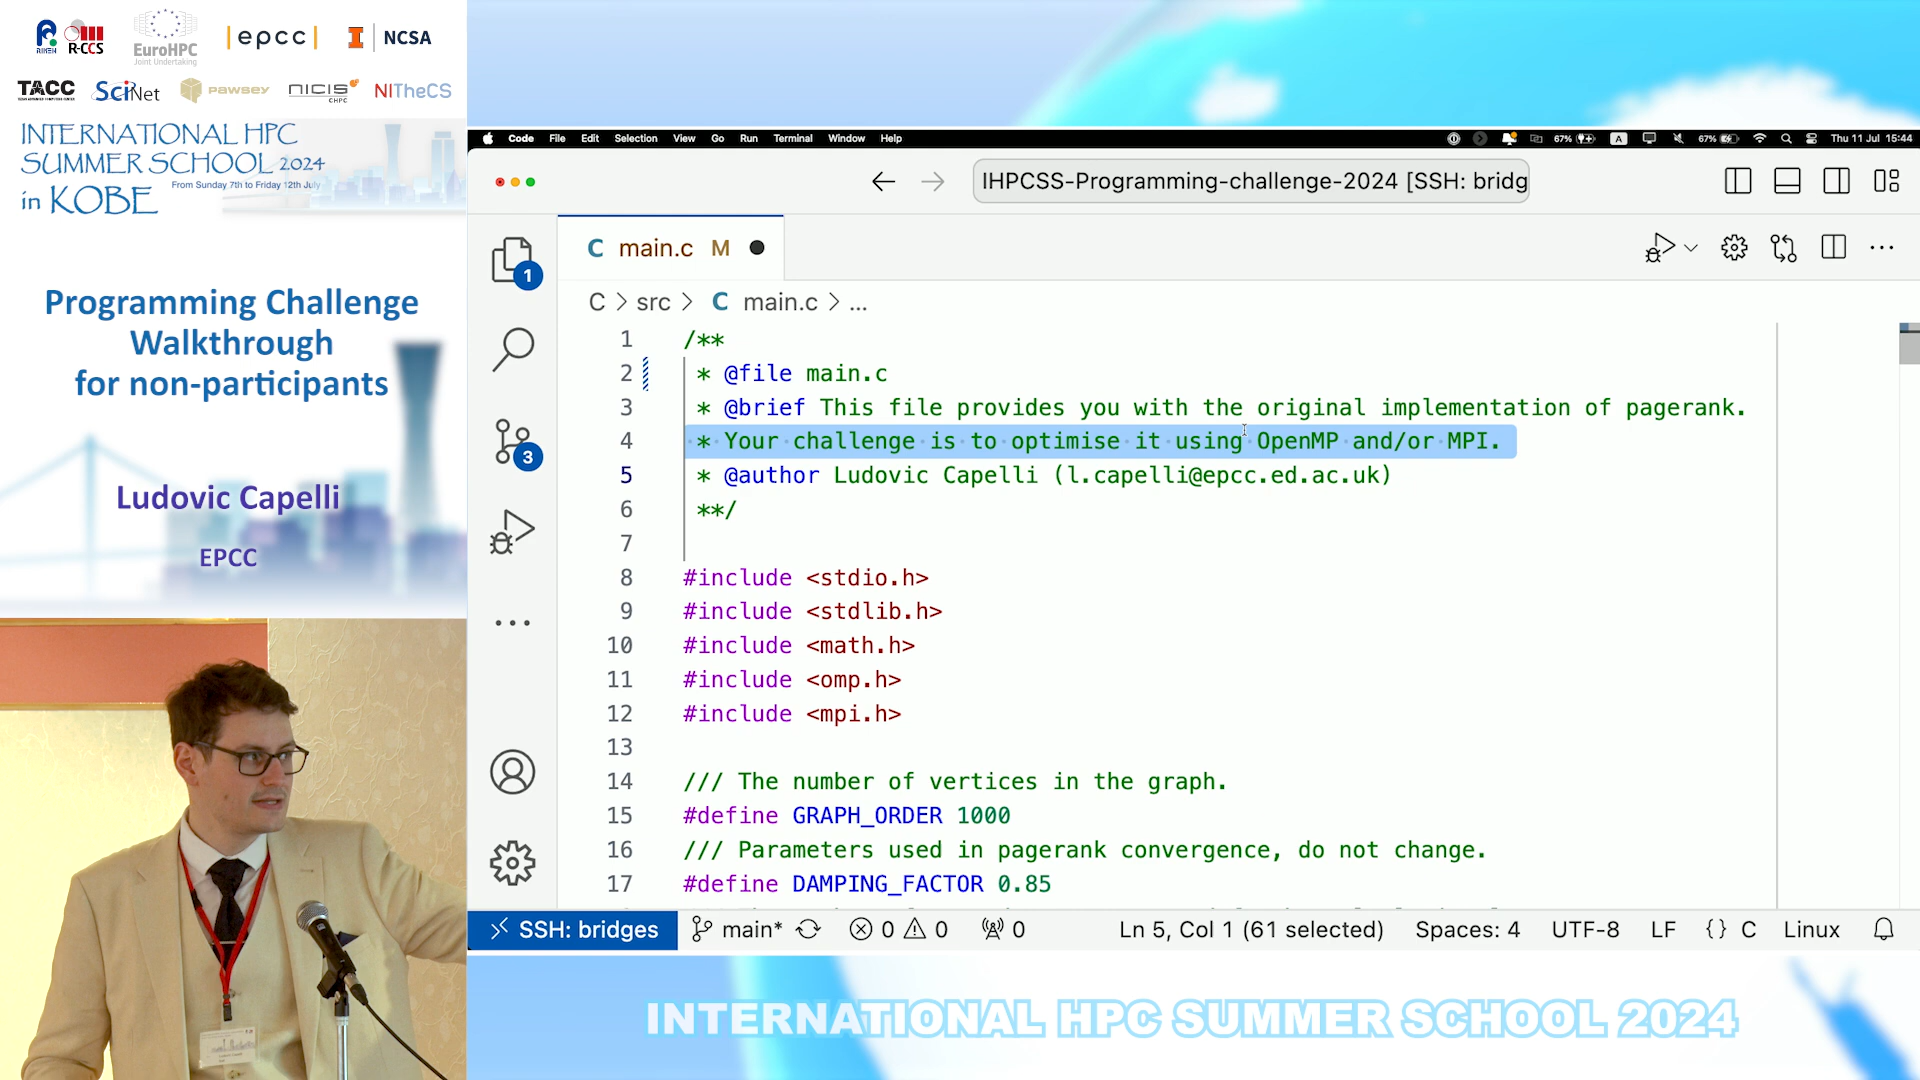 RIKEN R-CCS
EuroHPC
Joint Undertaking
epcc
NCSA
TACC
SciNet
PAWSEY
NICIS
CHPC
NITheCS
INTERNATIONAL HPC
SUMMER SCHOOL 2024
in KOBE
From Sunday 7th to Friday 12th July
Programming Challenge
Walkthrough
for non-participants
Ludovic Capelli
EPCC
Code File Edit Selection View Go Run Terminal Window Help
67% A 67% Thu 11 Jul 15:44
IHPCSS-Programming-challenge-2024 [SSH: bridg
C main.c M
1
3
C > src > C main.c > ...
1 /**
2 * @file main.c
3 * @brief This file provides you with the original implementation of pagerank.
4 * Your challenge is to optimise it using OpenMP and/or MPI.
5 * @author Ludovic Capelli (l.capelli@epcc.ed.ac.uk)
6 **/
7
8 #include <stdio.h>
9 #include <stdlib.h>
10 #include <math.h>
11 #include <omp.h>
12 #include <mpi.h>
13
14 /// The number of vertices in the graph.
15 #define GRAPH_ORDER 1000
16 /// Parameters used in pagerank convergence, do not change.
17 #define DAMPING_FACTOR 0.85
SSH: bridges main* 0 0 0 Ln 5, Col 1 (61 selected) Spaces: 4 UTF-8 LF {} C Linux
INTERNATIONAL HPC SUMMER SCHOOL 2024